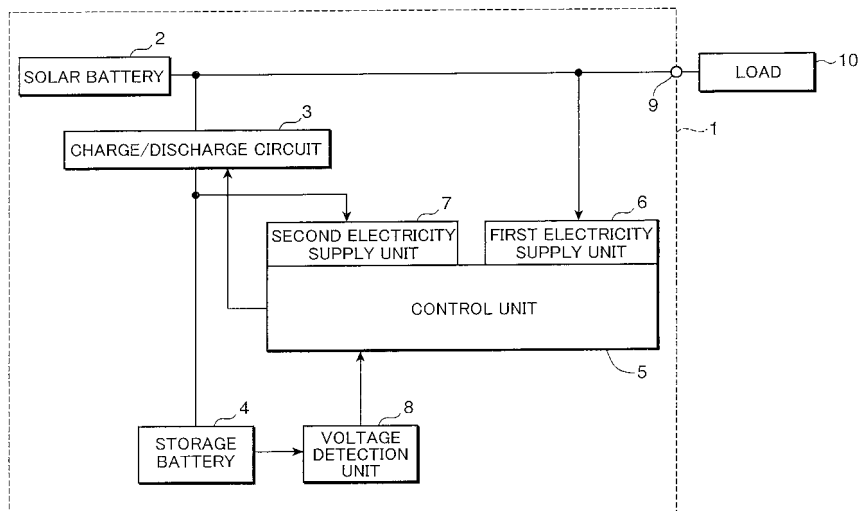 2
SOLAR BATTERY
10
LOAD
9
1
3
CHARGE/DISCHARGE CIRCUIT
7
6
SECOND ELECTRICITY
SUPPLY UNIT
FIRST ELECTRICITY
SUPPLY UNIT
CONTROL UNIT
5
4
8
STORAGE
BATTERY
VOLTAGE
DETECTION
UNIT